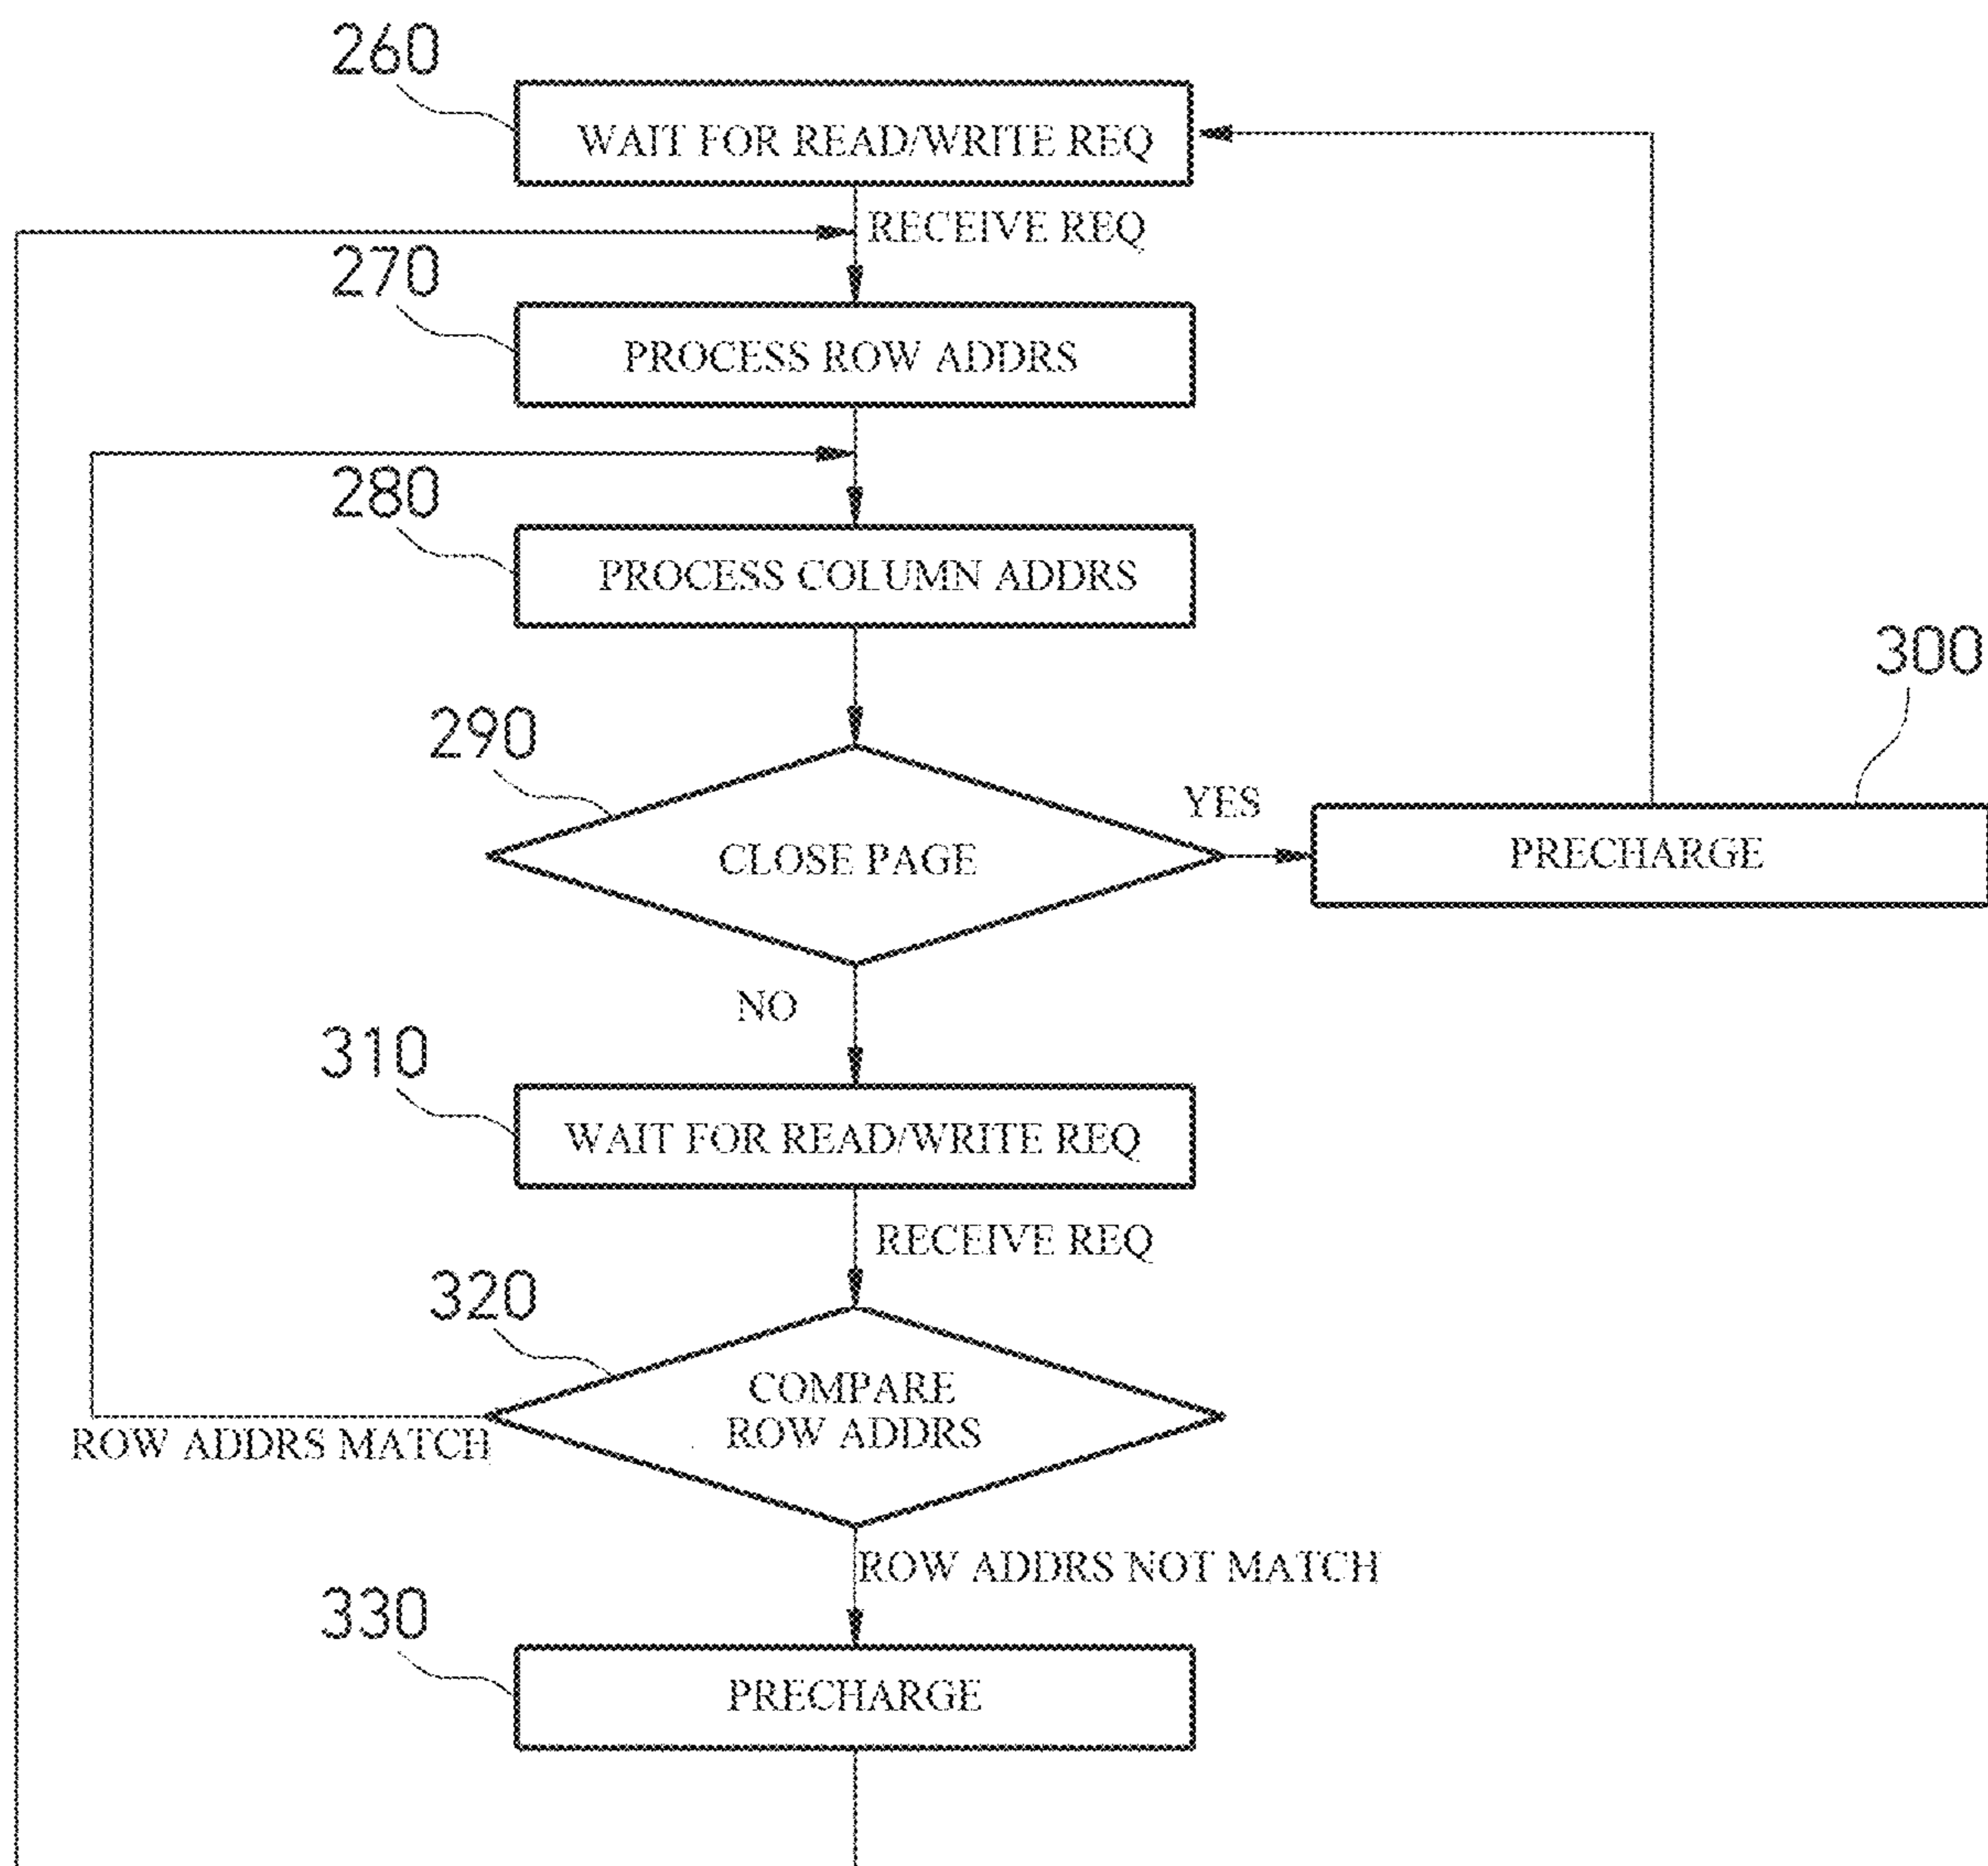 260
WAIT FOR READ/WRITE REQ
RECEIVE REQ
270
PROCESS ROW ADDRS
280
PROCESS COLUMN ADDRS
300
290
YES
CLOSE PAGE
PRECHARGE
NO
310
WAIT FOR READ/WRITE REQ
RECEIVE REQ
320
COMPARE
ROW ADDRS
ROW ADDRS MATCH
ROW ADDRS NOT MATCH
330
PRECHARGE